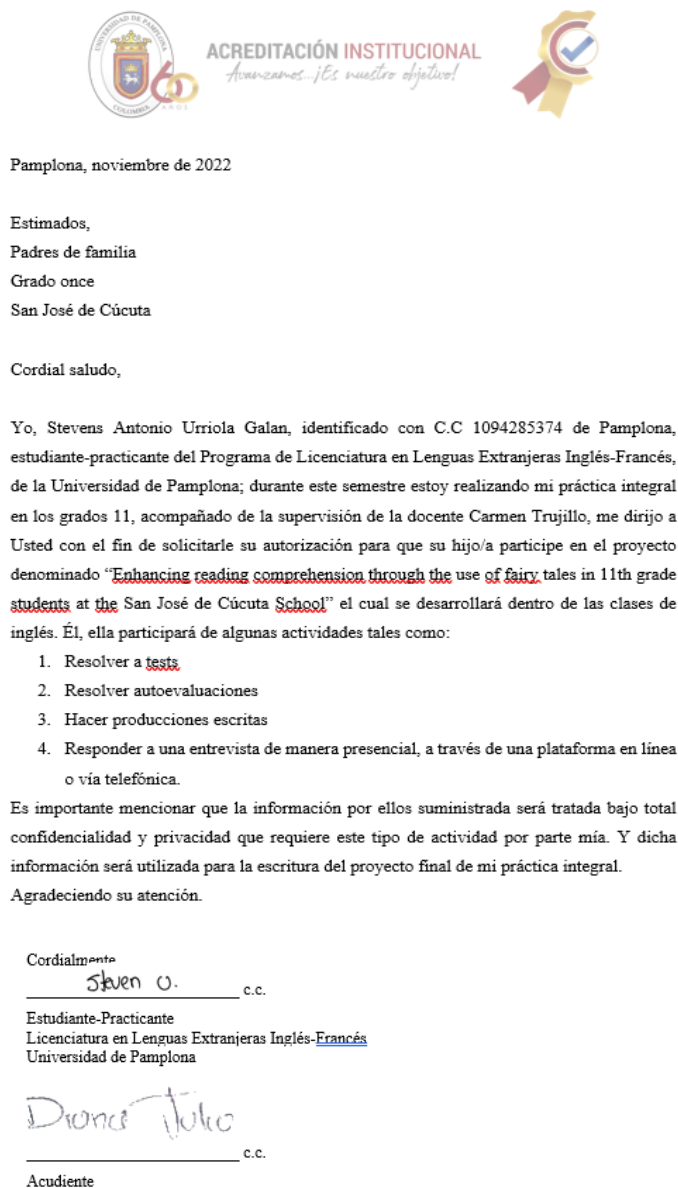 UNIVERSIDAD DE PAMPLONA
COLOMBIA
60
AÑOS
ACREDITACIÓN INSTITUCIONAL
Avanzamos...¡Es nuestro objetivo!
Pamplona, noviembre de 2022
Estimados,
Padres de familia
Grado once
San José de Cúcuta
Cordial saludo,
Yo, Stevens Antonio Urriola Galan, identificado con C.C 1094285374 de Pamplona,
estudiante-practicante del Programa de Licenciatura en Lenguas Extranjeras Inglés-Francés,
de la Universidad de Pamplona; durante este semestre estoy realizando mi práctica integral
en los grados 11, acompañado de la supervisión de la docente Carmen Trujillo, me dirijo a
Usted con el fin de solicitarle su autorización para que su hijo/a participe en el proyecto
denominado “Enhancing reading comprehension through the use of fairy tales in 11th grade
students at the San José de Cúcuta School” el cual se desarrollará dentro de las clases de
inglés. Él, ella participará de algunas actividades tales como:
1. Resolver a tests
2. Resolver autoevaluaciones
3. Hacer producciones escritas
4. Responder a una entrevista de manera presencial, a través de una plataforma en línea
o vía telefónica.
Es importante mencionar que la información por ellos suministrada será tratada bajo total
confidencialidad y privacidad que requiere este tipo de actividad por parte mía. Y dicha
información será utilizada para la escritura del proyecto final de mi práctica integral.
Agradeciendo su atención.
Cordialmente
Steven U.
c.c.
Estudiante-Practicante
Licenciatura en Lenguas Extranjeras Inglés-Francés
Universidad de Pamplona
Diana
c.c.
Acudiente